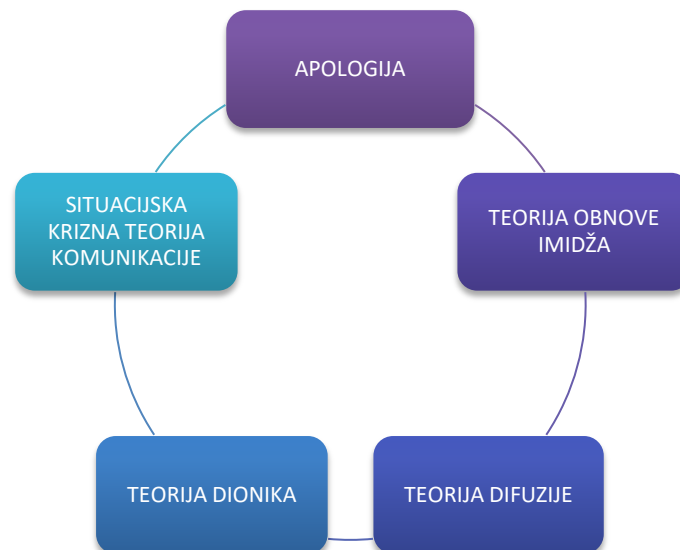 APOLOGIJA
TEORIJA OBNOVE
IMIDŽA
TEORIJA DIFUZIJE
TEORIJA DIONIKA
SITUACIJSKA
KRIZNA TEORIJA
KOMUNIKACIJE